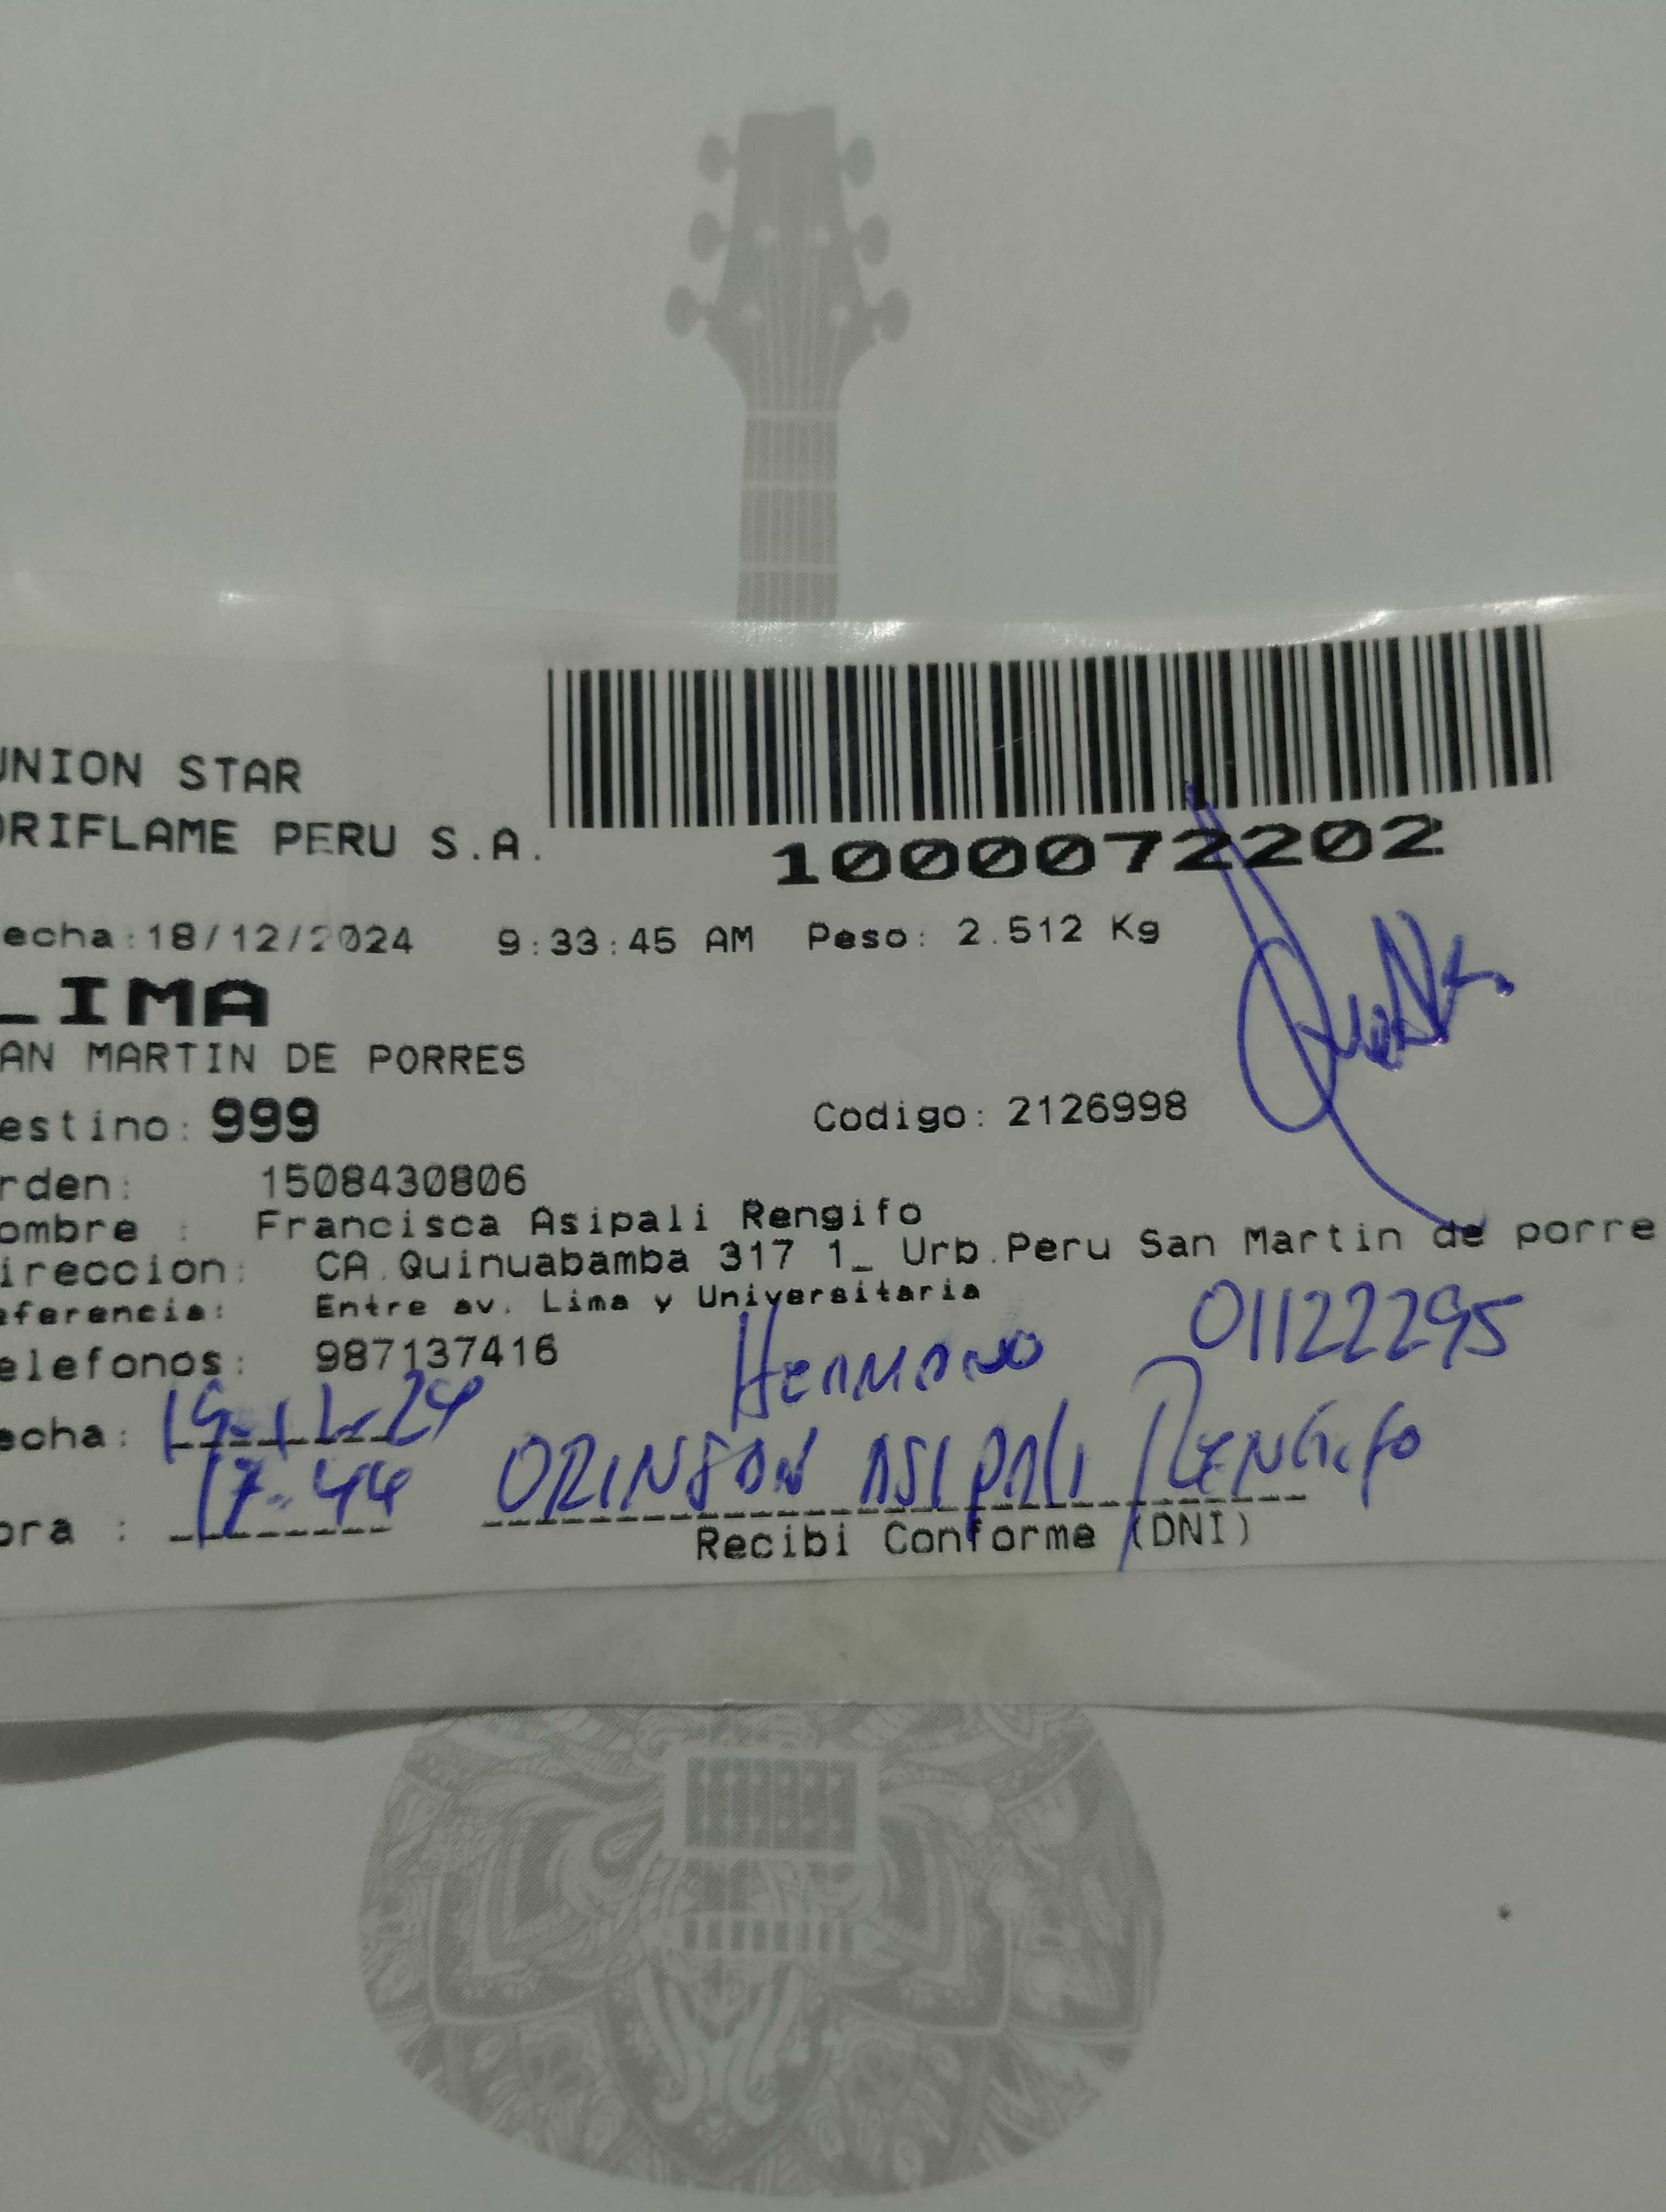 UNION STAR
ORIFLAME PERU S.A.
1000072202
echa:18/12/2024 9:33:45 AM Peso: 2.512 Kg
LIMA
AN MARTIN DE PORRES
estino: 999 Codigo: 2126998
rden: 1508430806
ombre : Francisca Asipali Rengifo
ireccion: CA.Quinuabamba 317 1_ Urb.Peru San Martin de porre
eferencia: Entre av. Lima y Universitaria
elefonos: 987137416
HERMANO 01122295
echa: 19-12-24
ora : 17-44 ORINSON ASIPALI RENGIFO
Recibi Conforme (DNI)